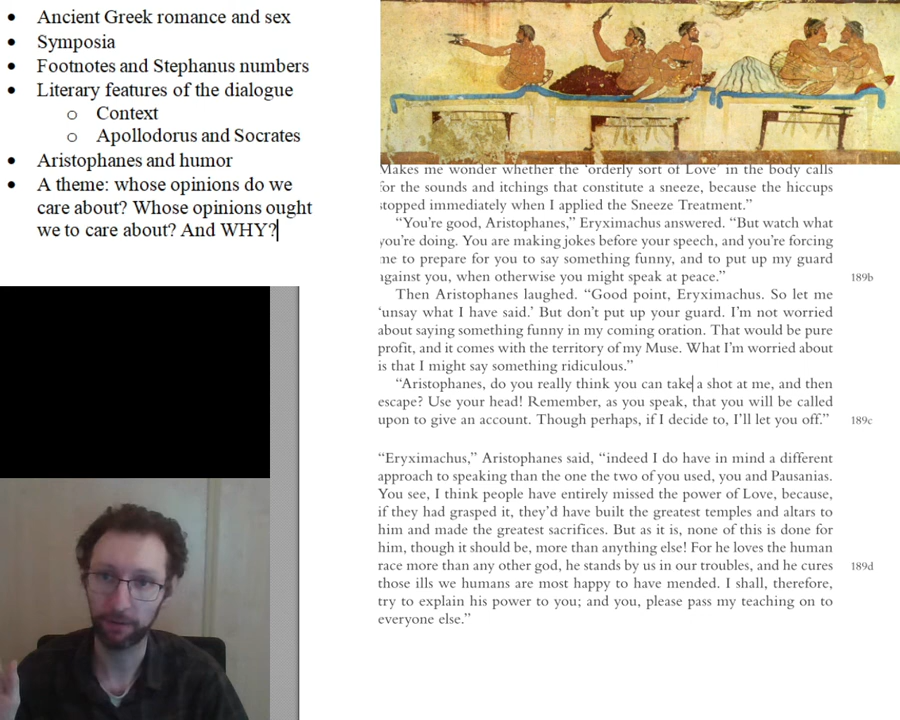 Ancient Greek romance and sex
Symposia
Footnotes and Stephanus numbers
Literary features of the dialogue
Context
Apollodorus and Socrates
Aristophanes and humor
A theme: whose opinions do we
care about? Whose opinions ought
we to care about? And WHY?
Makes me wonder whether the ‘orderly sort of Love’ in the body calls
for the sounds and itchings that constitute a sneeze, because the hiccups
stopped immediately when I applied the Sneeze Treatment.”
“You’re good, Aristophanes,” Eryximachus answered. “But watch what
you’re doing. You are making jokes before your speech, and you’re forcing
me to prepare for you to say something funny, and to put up my guard
against you, when otherwise you might speak at peace.” 189b
Then Aristophanes laughed. “Good point, Eryximachus. So let me
‘unsay what I have said.’ But don’t put up your guard. I’m not worried
about saying something funny in my coming oration. That would be pure
profit, and it comes with the territory of my Muse. What I’m worried about
is that I might say something ridiculous.”
“Aristophanes, do you really think you can take a shot at me, and then
escape? Use your head! Remember, as you speak, that you will be called
upon to give an account. Though perhaps, if I decide to, I’ll let you off.” 189c
“Eryximachus,” Aristophanes said, “indeed I do have in mind a different
approach to speaking than the one the two of you used, you and Pausanias.
You see, I think people have entirely missed the power of Love, because,
if they had grasped it, they’d have built the greatest temples and altars to
him and made the greatest sacrifices. But as it is, none of this is done for
him, though it should be, more than anything else! For he loves the human
race more than any other god, he stands by us in our troubles, and he cures 189d
those ills we humans are most happy to have mended. I shall, therefore,
try to explain his power to you; and you, please pass my teaching on to
everyone else.”